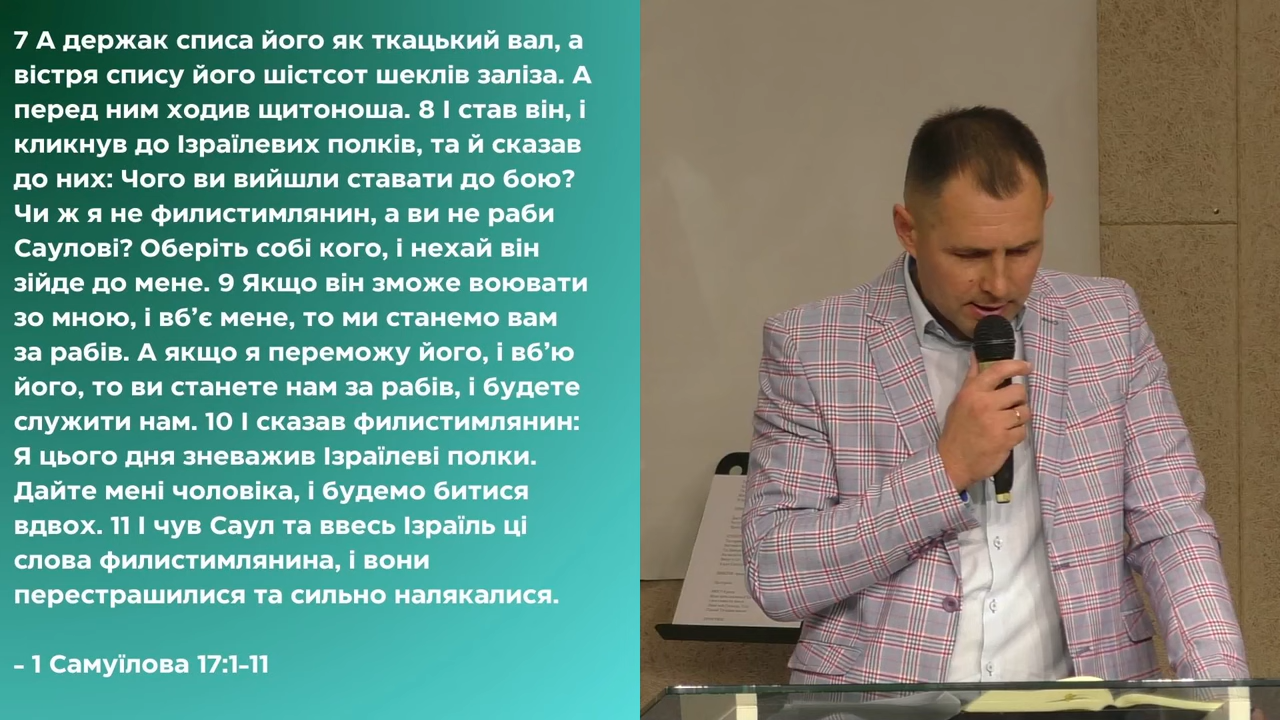 7 А держак списа його як ткацький вал, а
вістря спису його шістсот шеклів заліза. А
перед ним ходив щитоноша. 8 І став він, і
кликнув до Ізраїлевих полків, та й сказав
до них: Чого ви вийшли ставати до бою?
Чи ж я не филистимлянин, а ви не раби
Саулові? Оберіть собі кого, і нехай він
зійде до мене. 9 Якщо він зможе воювати
зо мною, і вб’є мене, то ми станемо вам
за рабів. А якщо я переможу його, і вб’ю
його, то ви станете нам за рабів, і будете
служити нам. 10 І сказав филистимлянин:
Я цього дня зневажив Ізраїлеві полки.
Дайте мені чоловіка, і будемо битися
вдвох. 11 І чув Саул та ввесь Ізраїль ці
слова филистимлянина, і вони
перестрашилися та сильно налякалися.
- 1 Самуїлова 17:1-11